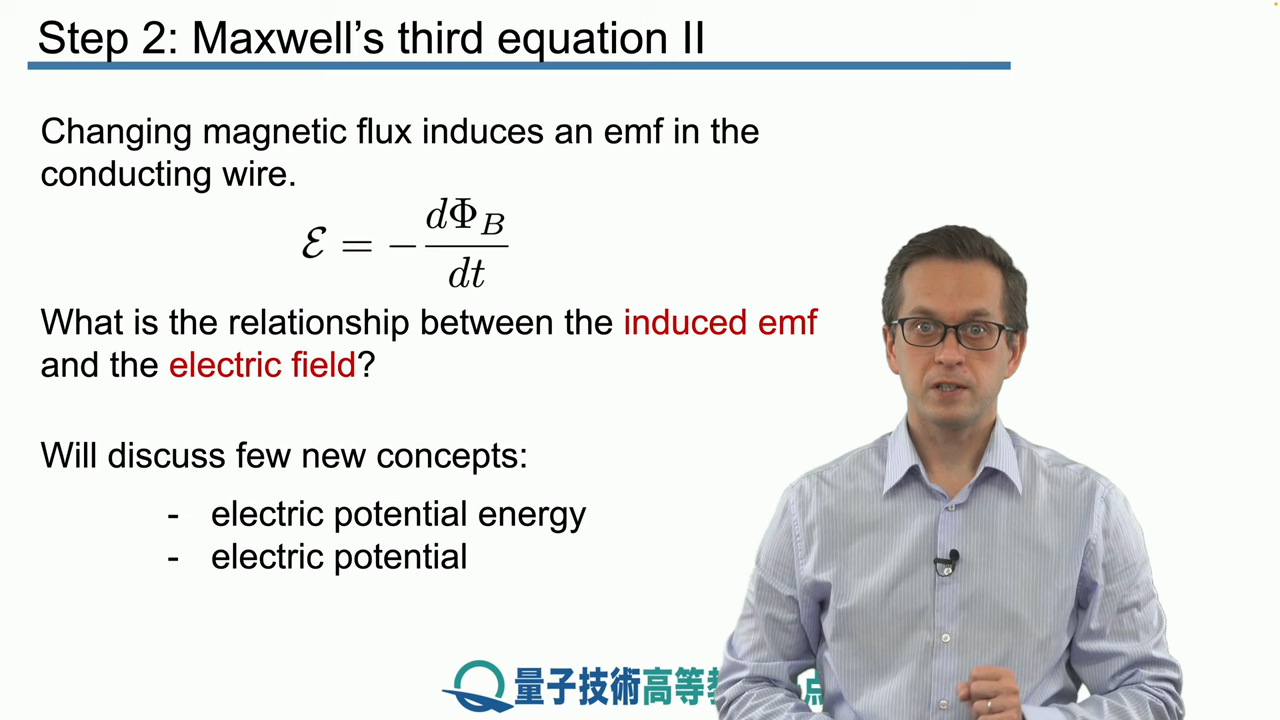 Step 2: Maxwell's third equation II
Changing magnetic flux induces an emf in the
conducting wire.
ℰ = − dΦ_B / dt
What is the relationship between the induced emf
and the electric field?
Will discuss few new concepts:
- electric potential energy
- electric potential
量子技術高等